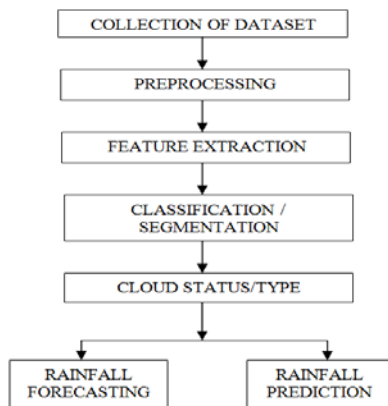 COLLECTION OF DATASET
PREPROCESSING
FEATURE EXTRACTION
CLASSIFICATION /
SEGMENTATION
CLOUD STATUS/TYPE
RAINFALL
FORECASTING
RAINFALL
PREDICTION